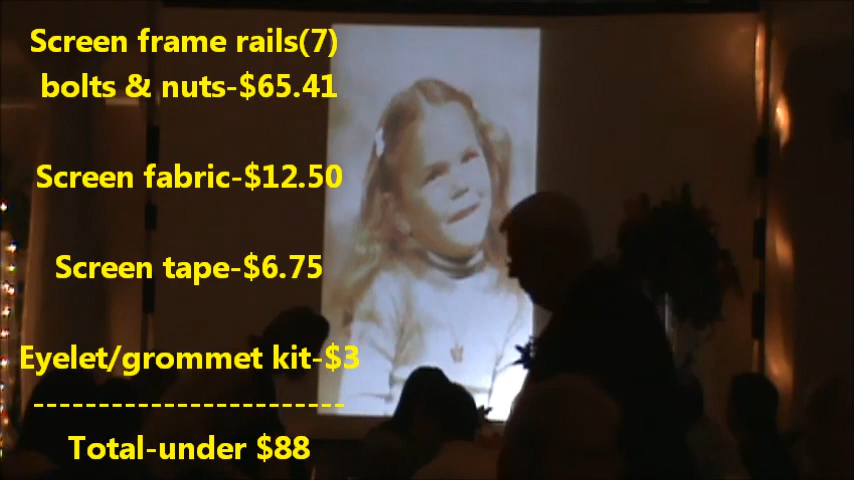 Screen frame rails(7)
bolts & nuts-$65.41
Screen fabric-$12.50
Screen tape-$6.75
Eyelet/grommet kit-$3
------------------------
Total-under $88